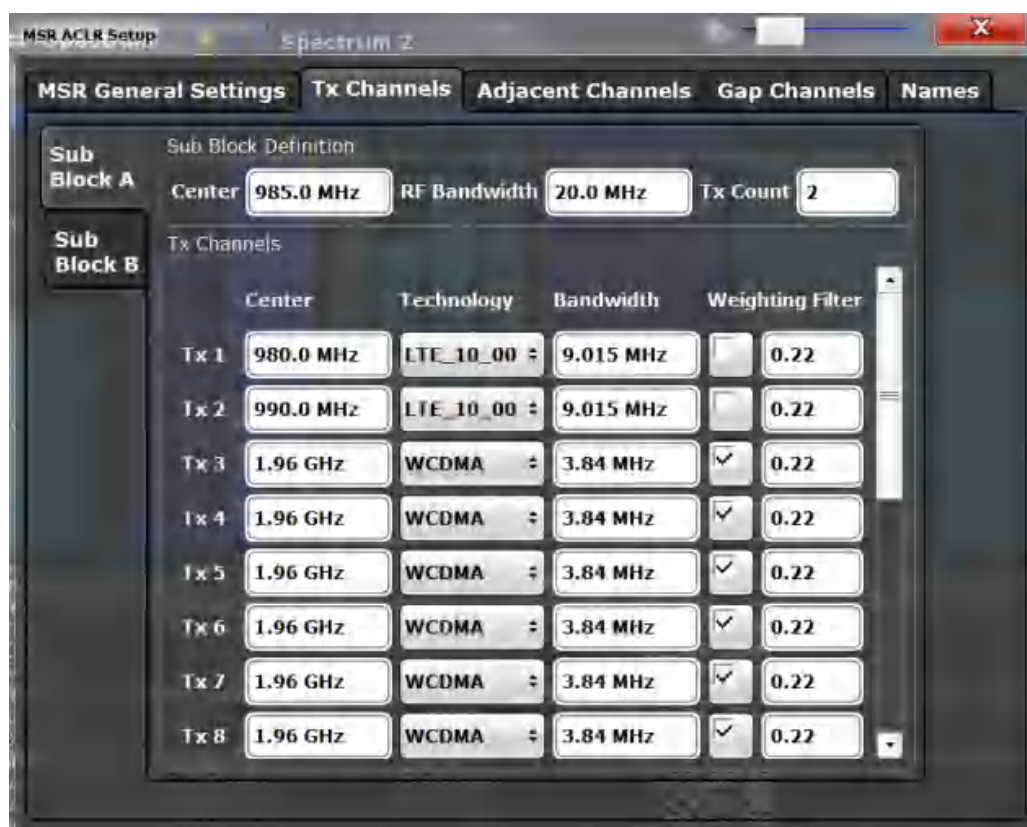 MSR ACLR Setup
Spectrum 2
X
MSR General Settings Tx Channels Adjacent Channels Gap Channels Names
Sub Block A
Sub Block B
Sub Block Definition
Center 985.0 MHz RF Bandwidth 20.0 MHz Tx Count 2
Tx Channels
Center Technology Bandwidth Weighting Filter
Tx 1 980.0 MHz LTE_10_00 9.015 MHz 0.22
Tx 2 990.0 MHz LTE_10_00 9.015 MHz 0.22
Tx 3 1.96 GHz WCDMA 3.84 MHz 0.22
Tx 4 1.96 GHz WCDMA 3.84 MHz 0.22
Tx 5 1.96 GHz WCDMA 3.84 MHz 0.22
Tx 6 1.96 GHz WCDMA 3.84 MHz 0.22
Tx 7 1.96 GHz WCDMA 3.84 MHz 0.22
Tx 8 1.96 GHz WCDMA 3.84 MHz 0.22